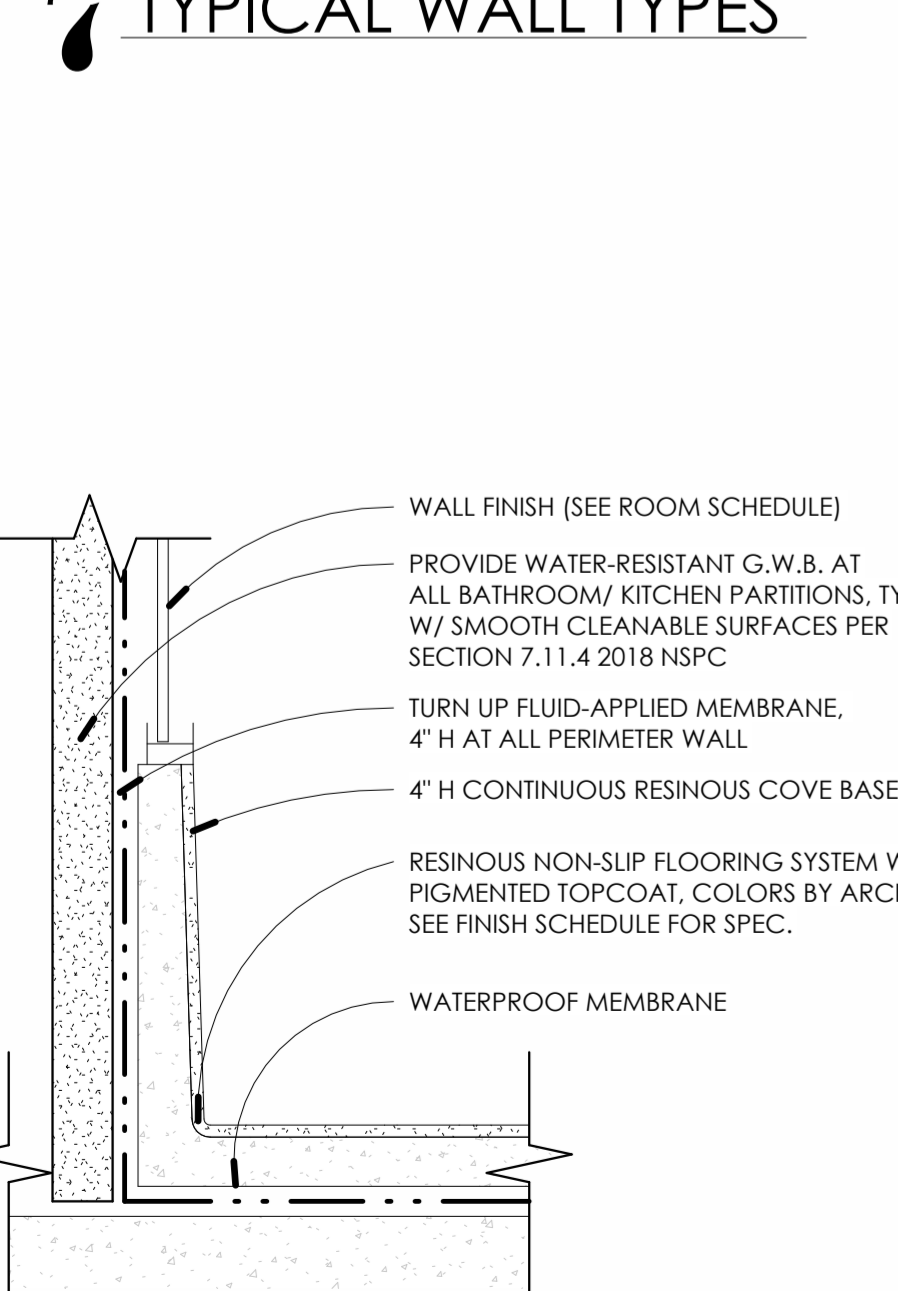 7 TYPICAL WALL TYPES
WALL FINISH (SEE ROOM SCHEDULE)
PROVIDE WATER-RESISTANT G.W.B. AT
ALL BATHROOM/ KITCHEN PARTITIONS, TY
W/ SMOOTH CLEANABLE SURFACES PER
SECTION 7.11.4 2018 NSPC
TURN UP FLUID-APPLIED MEMBRANE,
4" H AT ALL PERIMETER WALL
4" H CONTINUOUS RESINOUS COVE BASE
RESINOUS NON-SLIP FLOORING SYSTEM W
PIGMENTED TOPCOAT, COLORS BY ARCH
SEE FINISH SCHEDULE FOR SPEC.
WATERPROOF MEMBRANE